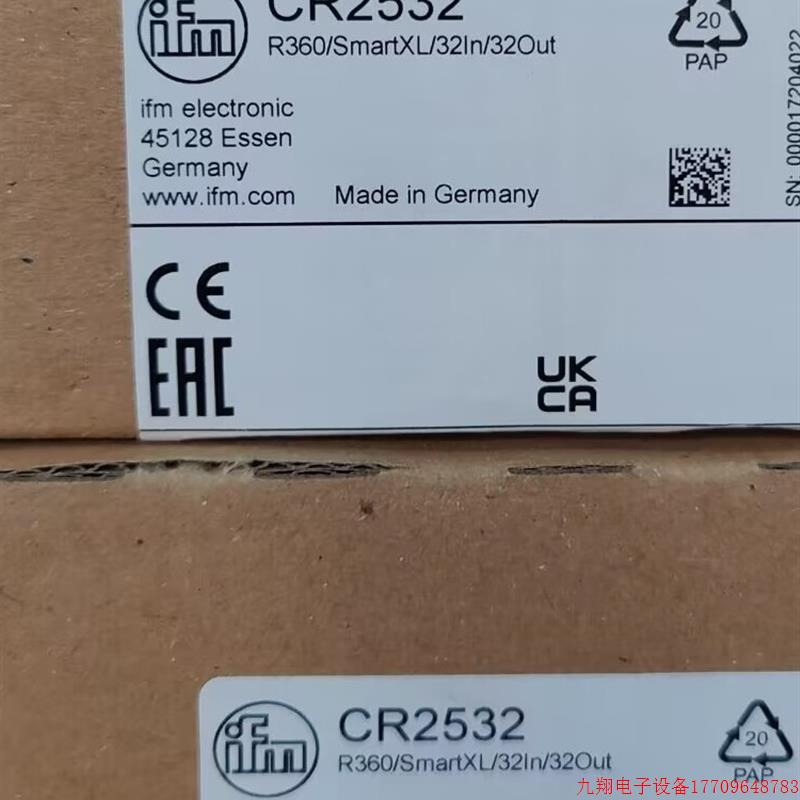 ifm
CR2532
R360/SmartXL/32In/32Out
20
PAP
ifm electronic
45128 Essen
Germany
www.ifm.com
Made in Germany
SN: 000017204022
CE
EAC
UK
CA
ifm
CR2532
R360/SmartXL/32In/32Out
20
PAP
九翔电子设备17709648783